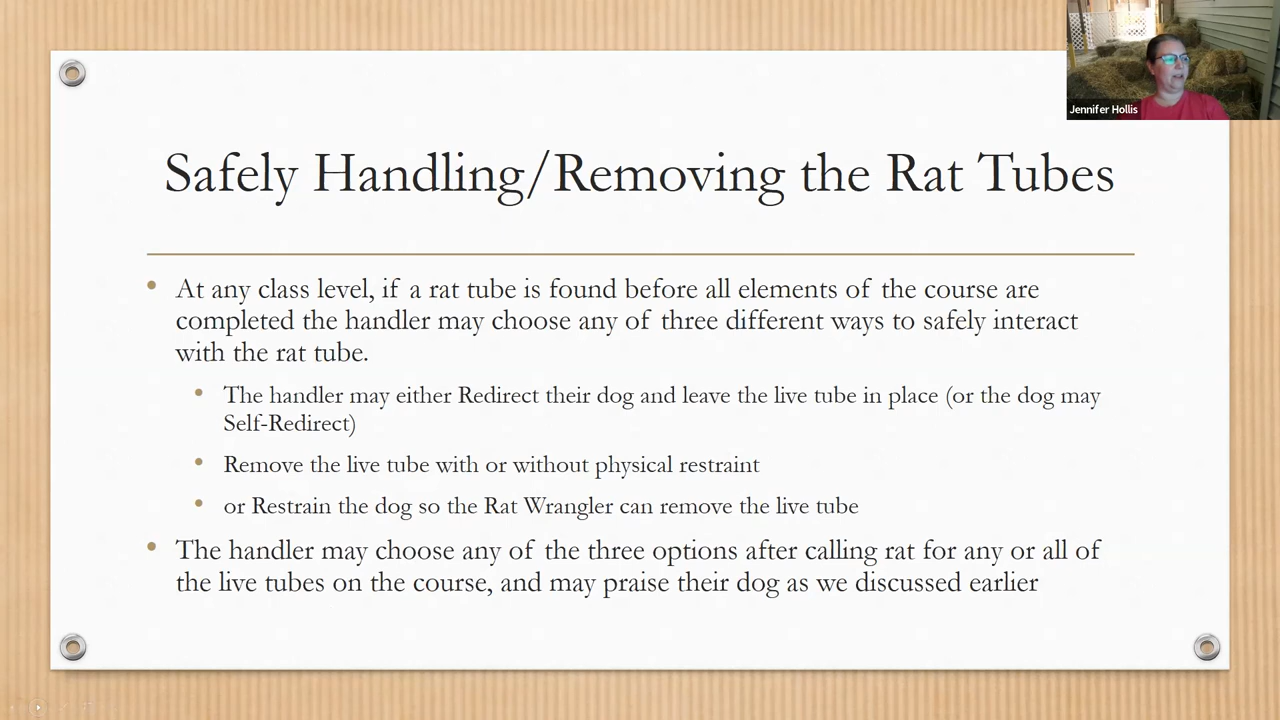 Jennifer Hollis
Safely Handling/Removing the Rat Tubes
• At any class level, if a rat tube is found before all elements of the course are
completed the handler may choose any of three different ways to safely interact
with the rat tube.
• The handler may either Redirect their dog and leave the live tube in place (or the dog may
Self-Redirect)
• Remove the live tube with or without physical restraint
• or Restrain the dog so the Rat Wrangler can remove the live tube
• The handler may choose any of the three options after calling rat for any or all of
the live tubes on the course, and may praise their dog as we discussed earlier